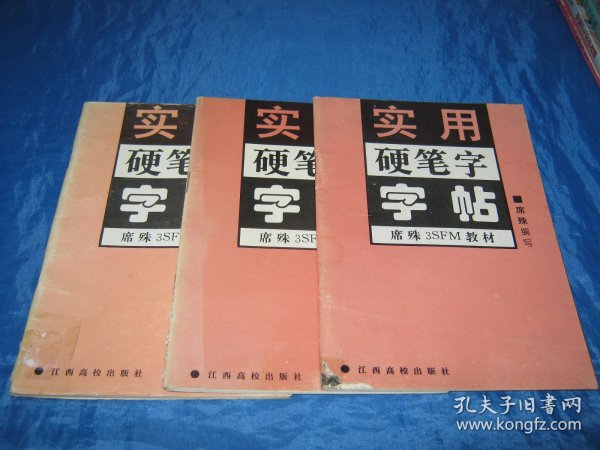 实
硬笔
字
席殊 3SF
江西高校出版社
实
硬笔
字
席殊 3SF
江西高校出版社
实用
硬笔字
字帖
席殊 3SFM 教材
席殊编写
江西高校出版社
孔夫子旧书网
www.kongfz.com